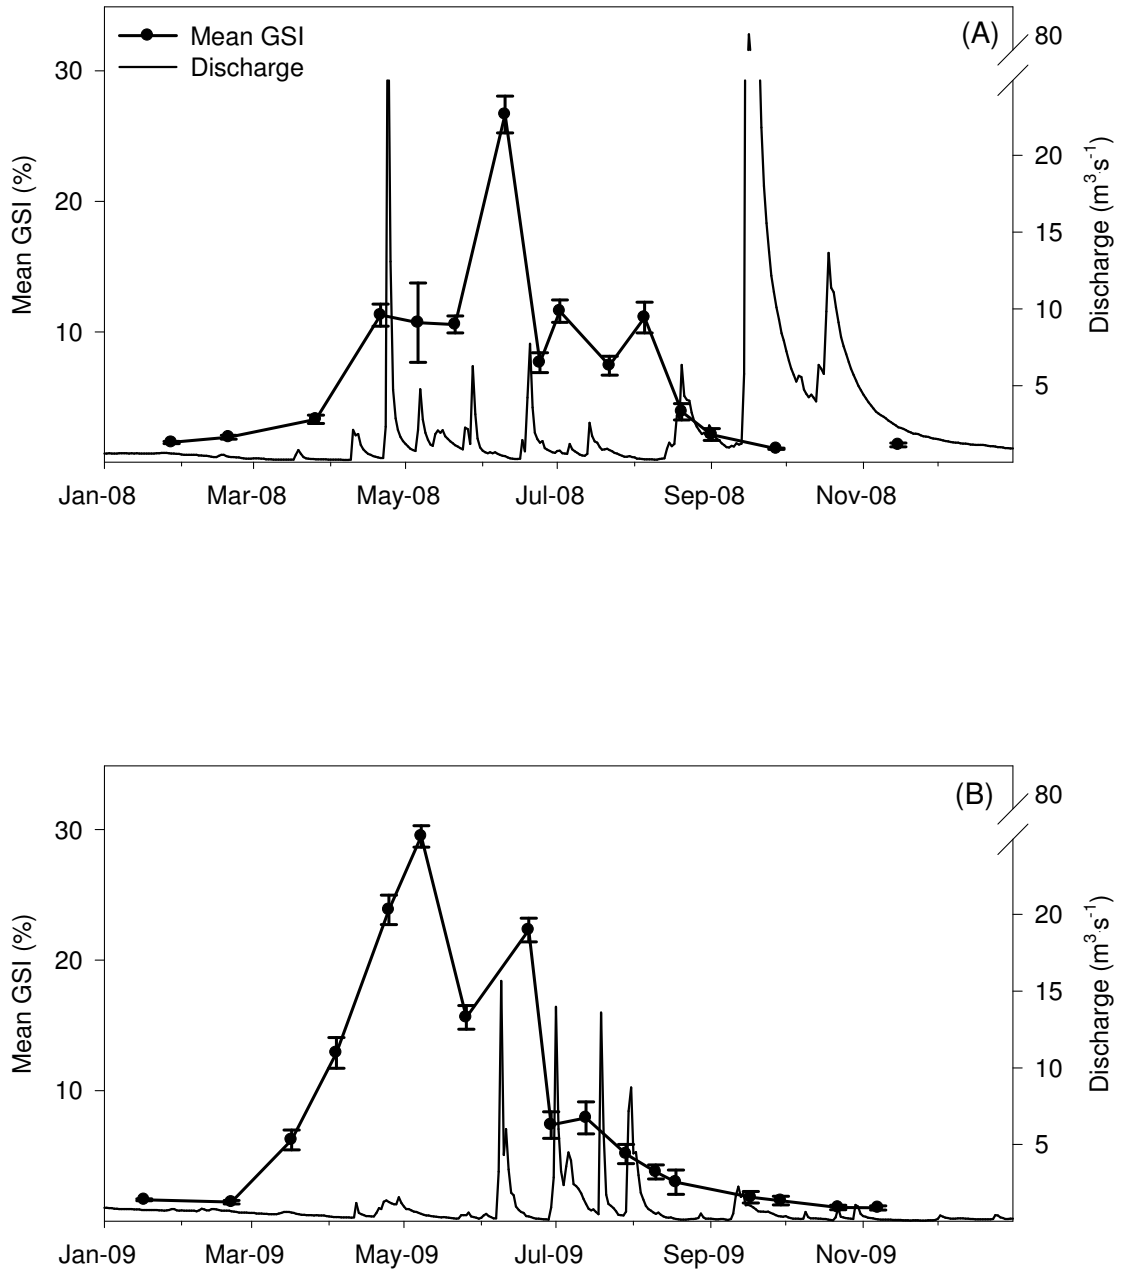 (A)
Mean GSI
Discharge
80
30
20
10
20
15
10
5
Mean GSI (%)
Discharge (m³·s⁻¹)
Jan-08 Mar-08 May-08 Jul-08 Sep-08 Nov-08
(B)
80
30
20
10
20
15
10
5
Mean GSI (%)
Discharge (m³·s⁻¹)
Jan-09 Mar-09 May-09 Jul-09 Sep-09 Nov-09